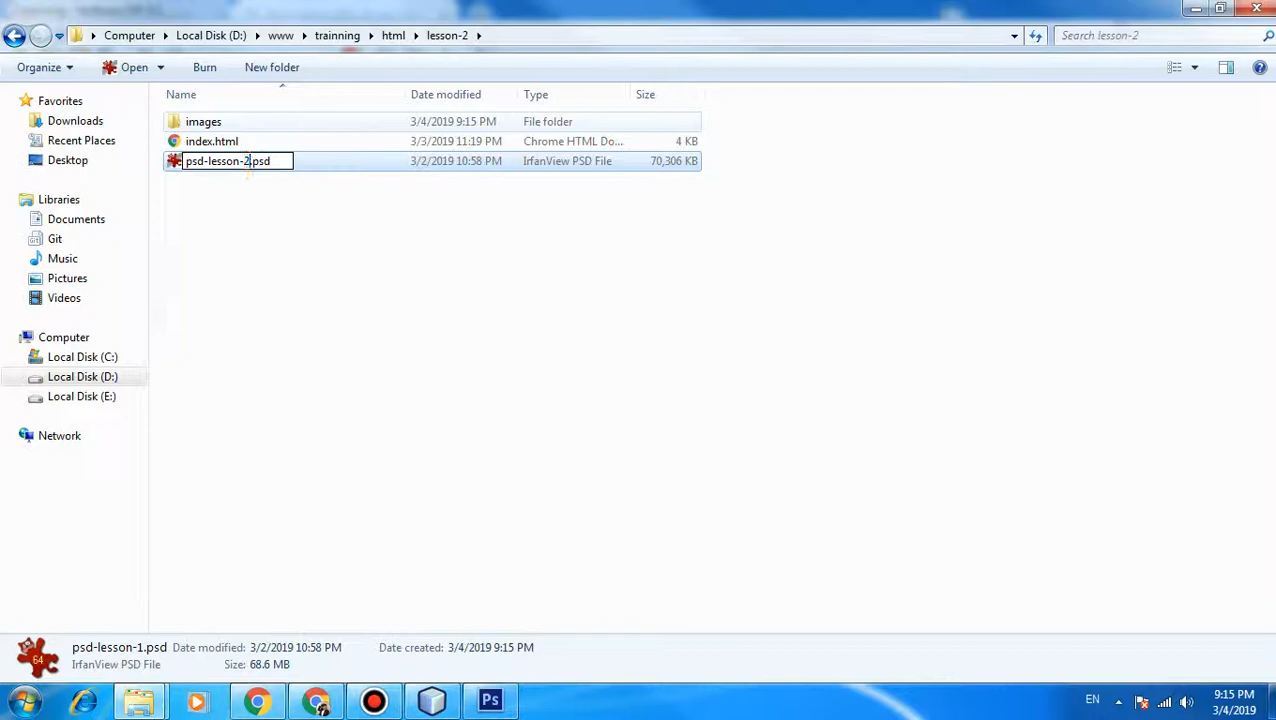 Computer Local Disk (D:) www trainning html lesson-2 Search lesson-2
Organize Open Burn New folder
Name Date modified Type Size
Favorites
Downloads
Recent Places
Desktop
Libraries
Documents
Git
Music
Pictures
Videos
Computer
Local Disk (C:)
Local Disk (D:)
Local Disk (E:)
Network
images 3/4/2019 9:15 PM File folder
index.html 3/3/2019 11:19 PM Chrome HTML Do... 4 KB
psd-lesson-2.psd 3/2/2019 10:58 PM IrfanView PSD File 70,306 KB
psd-lesson-1.psd Date modified: 3/2/2019 10:58 PM Date created: 3/4/2019 9:15 PM
IrfanView PSD File Size: 68.6 MB
64
Ps
EN
9:15 PM
3/4/2019